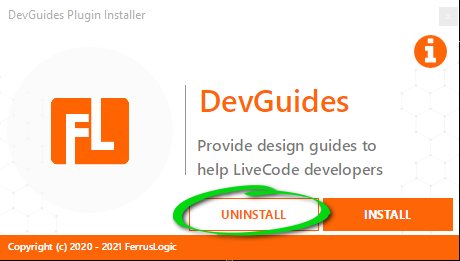 DevGuides Plugin Installer
x
i
FL
DevGuides
Provide design guides to
help LiveCode developers
UNINSTALL
INSTALL
Copyright (c) 2020 - 2021 FerrusLogic